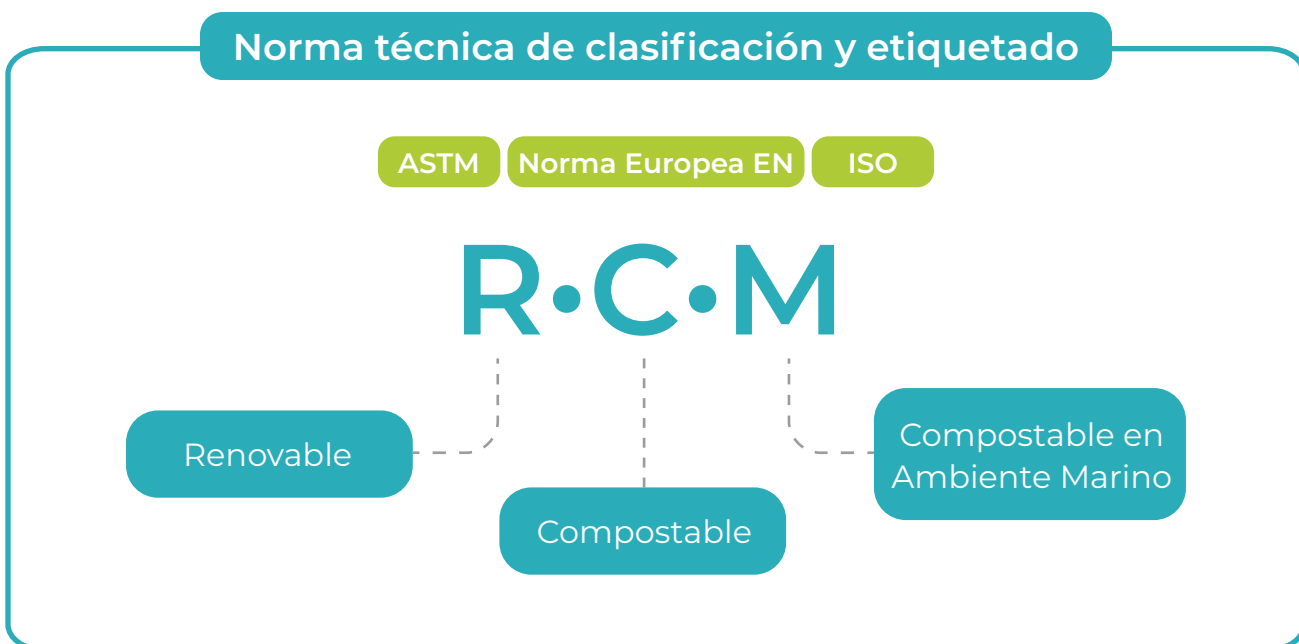 Norma técnica de clasificación y etiquetado
ASTM Norma Europea EN ISO
R•C•M
Renovable
Compostable
Compostable en
Ambiente Marino